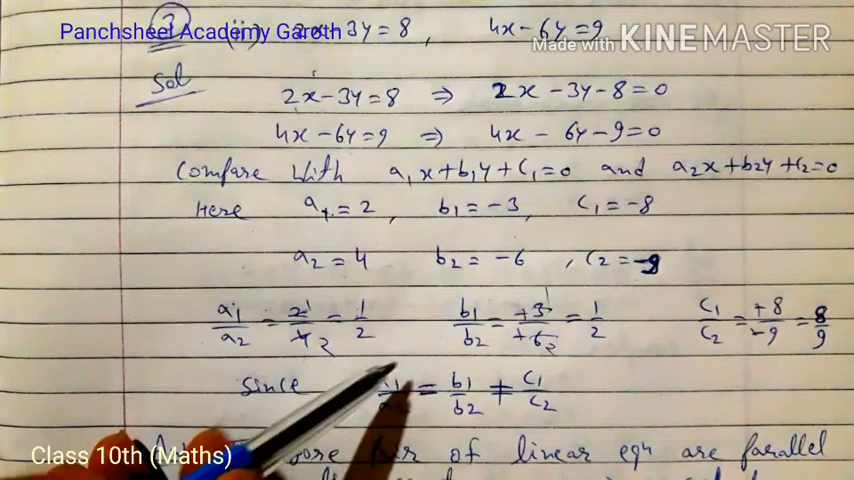 Panchsheel Academy Garoth
3 (ii) 2x-3y=8, 4x-6y=9
Made with KINEMASTER
Sol
2x-3y=8 ⇒ 2x-3y-8=0
4x-6y=9 ⇒ 4x-6y-9=0
Compare with a₁x+b₁y+c₁=0 and a₂x+b₂y+c₂=0
Here a₁=2, b₁=-3, c₁=-8
a₂=4 b₂=-6, c₂=-9
a₁/a₂ = 2/4 = 1/2 b₁/b₂ = -3/-6 = 1/2 c₁/c₂ = -8/-9 = 8/9
Since = b₁/b₂ ≠ c₁/c₂
Class 10th (Maths)
of linear eqn are parallel